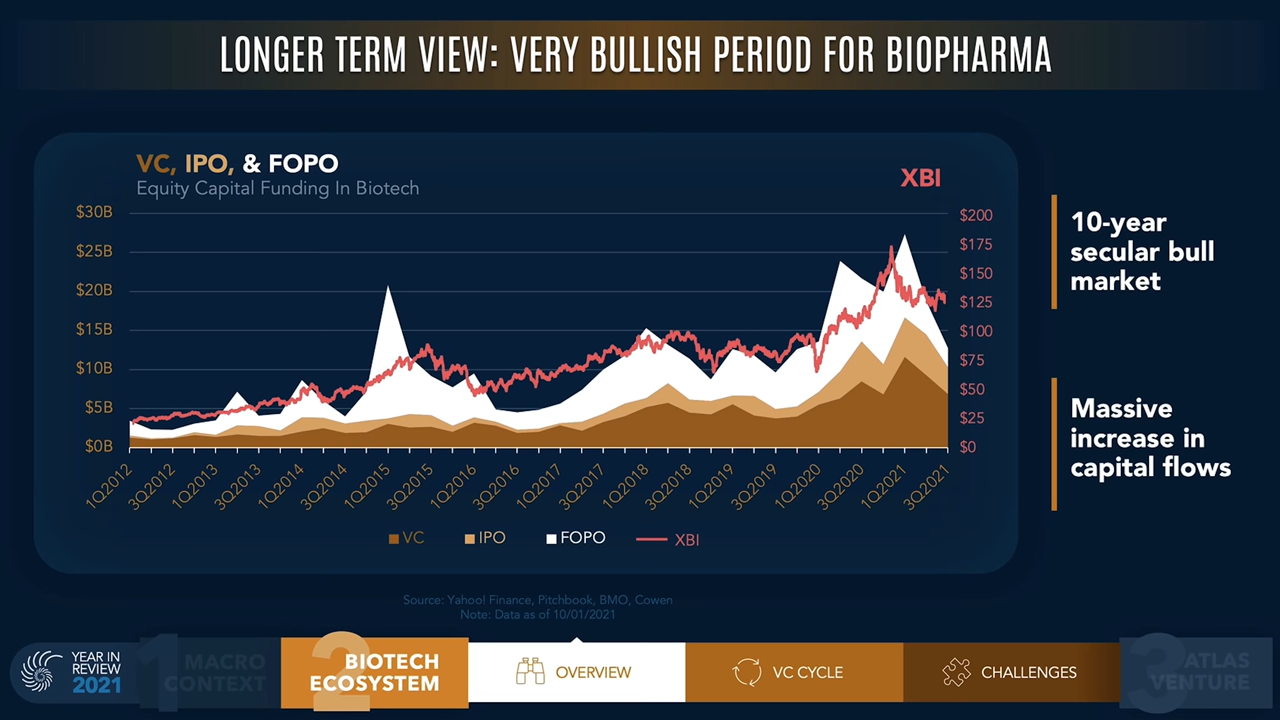 LONGER TERM VIEW: VERY BULLISH PERIOD FOR BIOPHARMA
VC, IPO, & FOPO
Equity Capital Funding In Biotech
XBI
$30B
$25B
$20B
$15B
$10B
$5B
$0B
$200
$175
$150
$125
$100
$75
$50
$25
$0
1Q2012
3Q2012
1Q2013
3Q2013
1Q2014
3Q2014
1Q2015
3Q2015
1Q2016
3Q2016
1Q2017
3Q2017
1Q2018
3Q2018
1Q2019
3Q2019
1Q2020
3Q2020
1Q2021
3Q2021
VC IPO FOPO XBI
10-year
secular bull
market
Massive
increase in
capital flows
Source: Yahoo! Finance, Pitchbook, BMO, Cowen
Note: Data as of 10/01/2021
YEAR IN
REVIEW
2021
1
MACRO
CONTEXT
2
BIOTECH
ECOSYSTEM
OVERVIEW
VC CYCLE
CHALLENGES
3
ATLAS
VENTURE